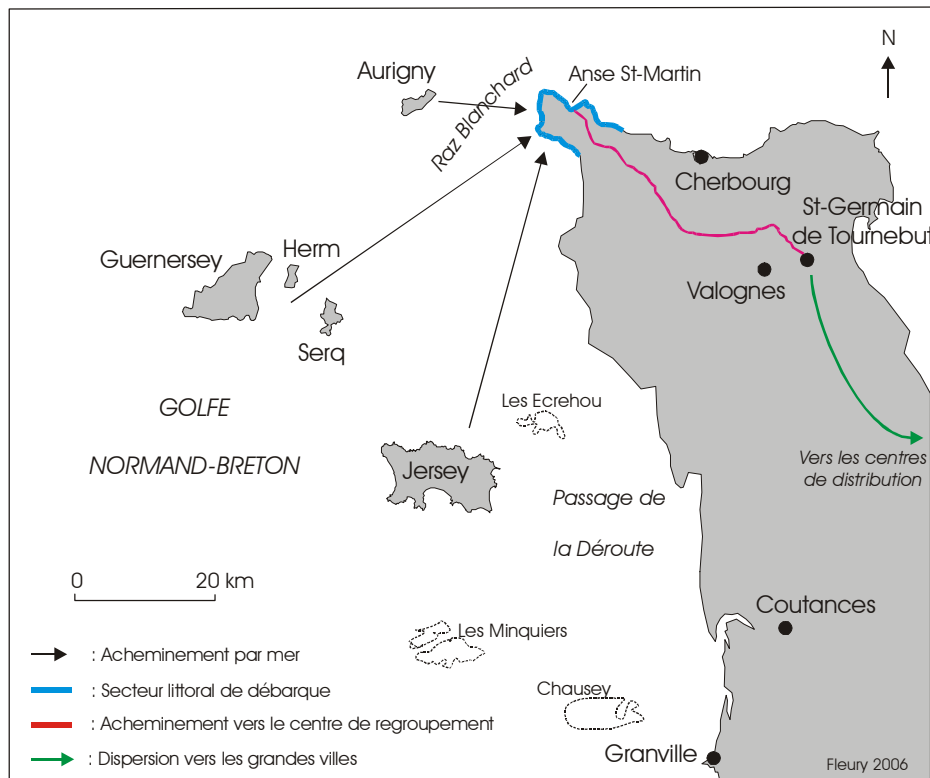 N
Aurigny
Raz Blanchard
Anse St-Martin
Cherbourg
St-Germain
de Tournebut
Guernersey
Herm
Valognes
Serq
Les Ecrehou
GOLFE
NORMAND-BRETON
Jersey
Vers les centres
de distribution
Passage de
la Déroute
0 20 km
Coutances
Les Minquiers
: Acheminement par mer
: Secteur littoral de débarque
Chausey
: Acheminement vers le centre de regroupement
: Dispersion vers les grandes villes
Granville
Fleury 2006